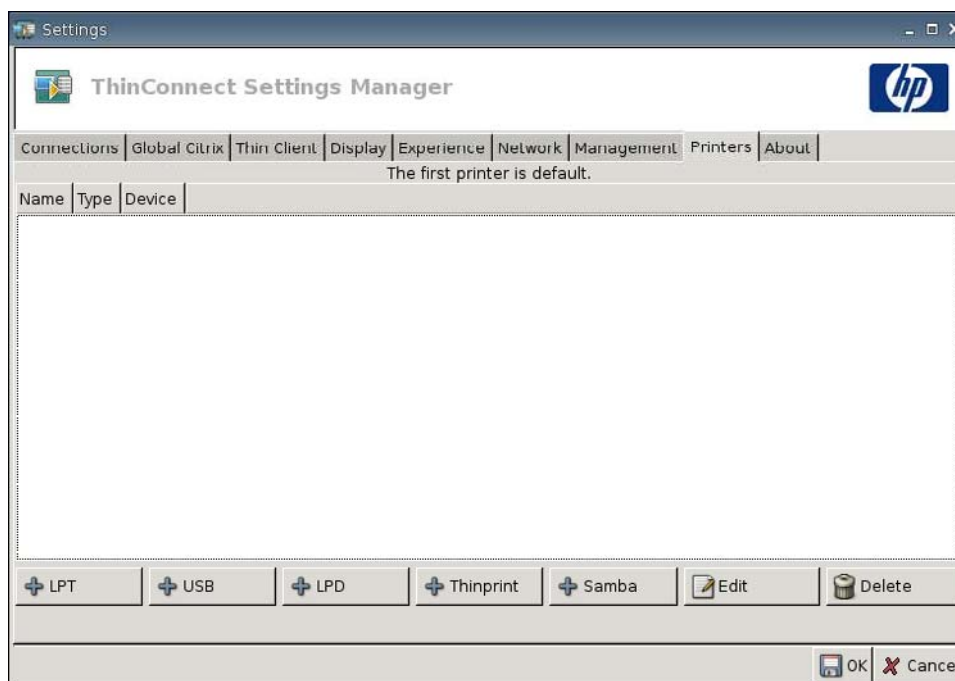 Settings
ThinConnect Settings Manager
hp
Connections Global Citrix Thin Client Display Experience Network Management Printers About
The first printer is default.
Name Type Device
LPT USB LPD Thinprint Samba Edit Delete
OK Cance